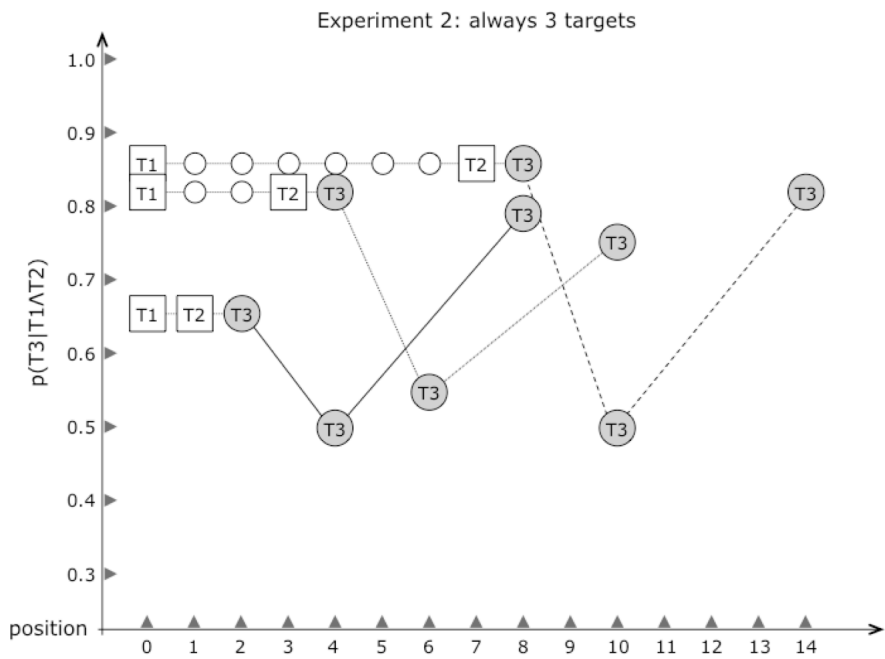 Experiment 2: always 3 targets
1.0
0.9
T1 T2 T3
T1 T2 T3 T3
0.8 T3
T3
0.7
T1 T2 T3
0.6
T3
0.5 T3 T3
0.4
0.3
p(T3|T1ΛT2)
position
0 1 2 3 4 5 6 7 8 9 10 11 12 13 14